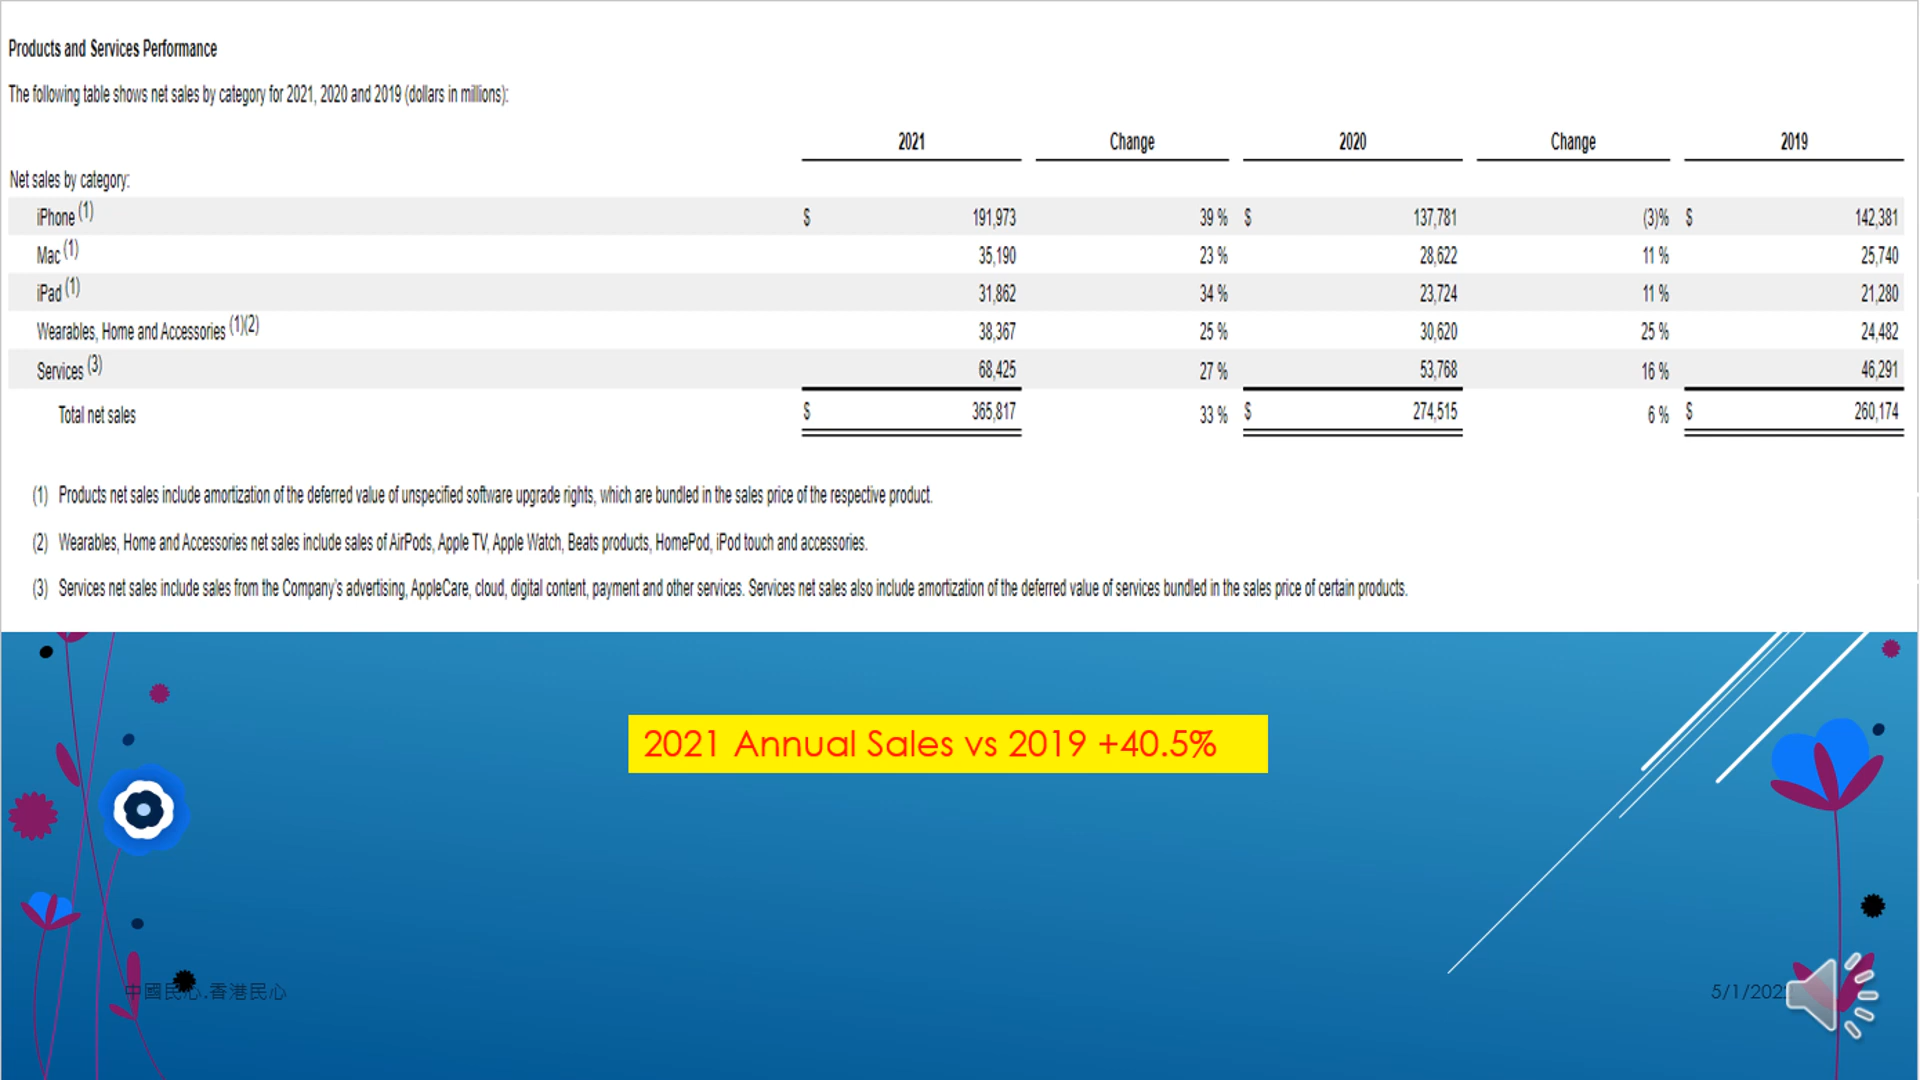 Products and Services Performance
The following table shows net sales by category for 2021, 2020 and 2019 (dollars in millions):
2021 Change 2020 Change 2019
Net sales by category:
iPhone (1) $ 191,973 39 % $ 137,781 (3)% $ 142,381
Mac (1) 35,190 23 % 28,622 11 % 25,740
iPad (1) 31,862 34 % 23,724 11 % 21,280
Wearables, Home and Accessories (1)(2) 38,367 25 % 30,620 25 % 24,482
Services (3) 68,425 27 % 53,768 16 % 46,291
Total net sales $ 365,817 33 % $ 274,515 6 % $ 260,174
(1) Products net sales include amortization of the deferred value of unspecified software upgrade rights, which are bundled in the sales price of the respective product.
(2) Wearables, Home and Accessories net sales include sales of AirPods, Apple TV, Apple Watch, Beats products, HomePod, iPod touch and accessories.
(3) Services net sales include sales from the Company's advertising, AppleCare, cloud, digital content, payment and other services. Services net sales also include amortization of the deferred value of services bundled in the sales price of certain products.
2021 Annual Sales vs 2019 +40.5%
中國民心.香港民心